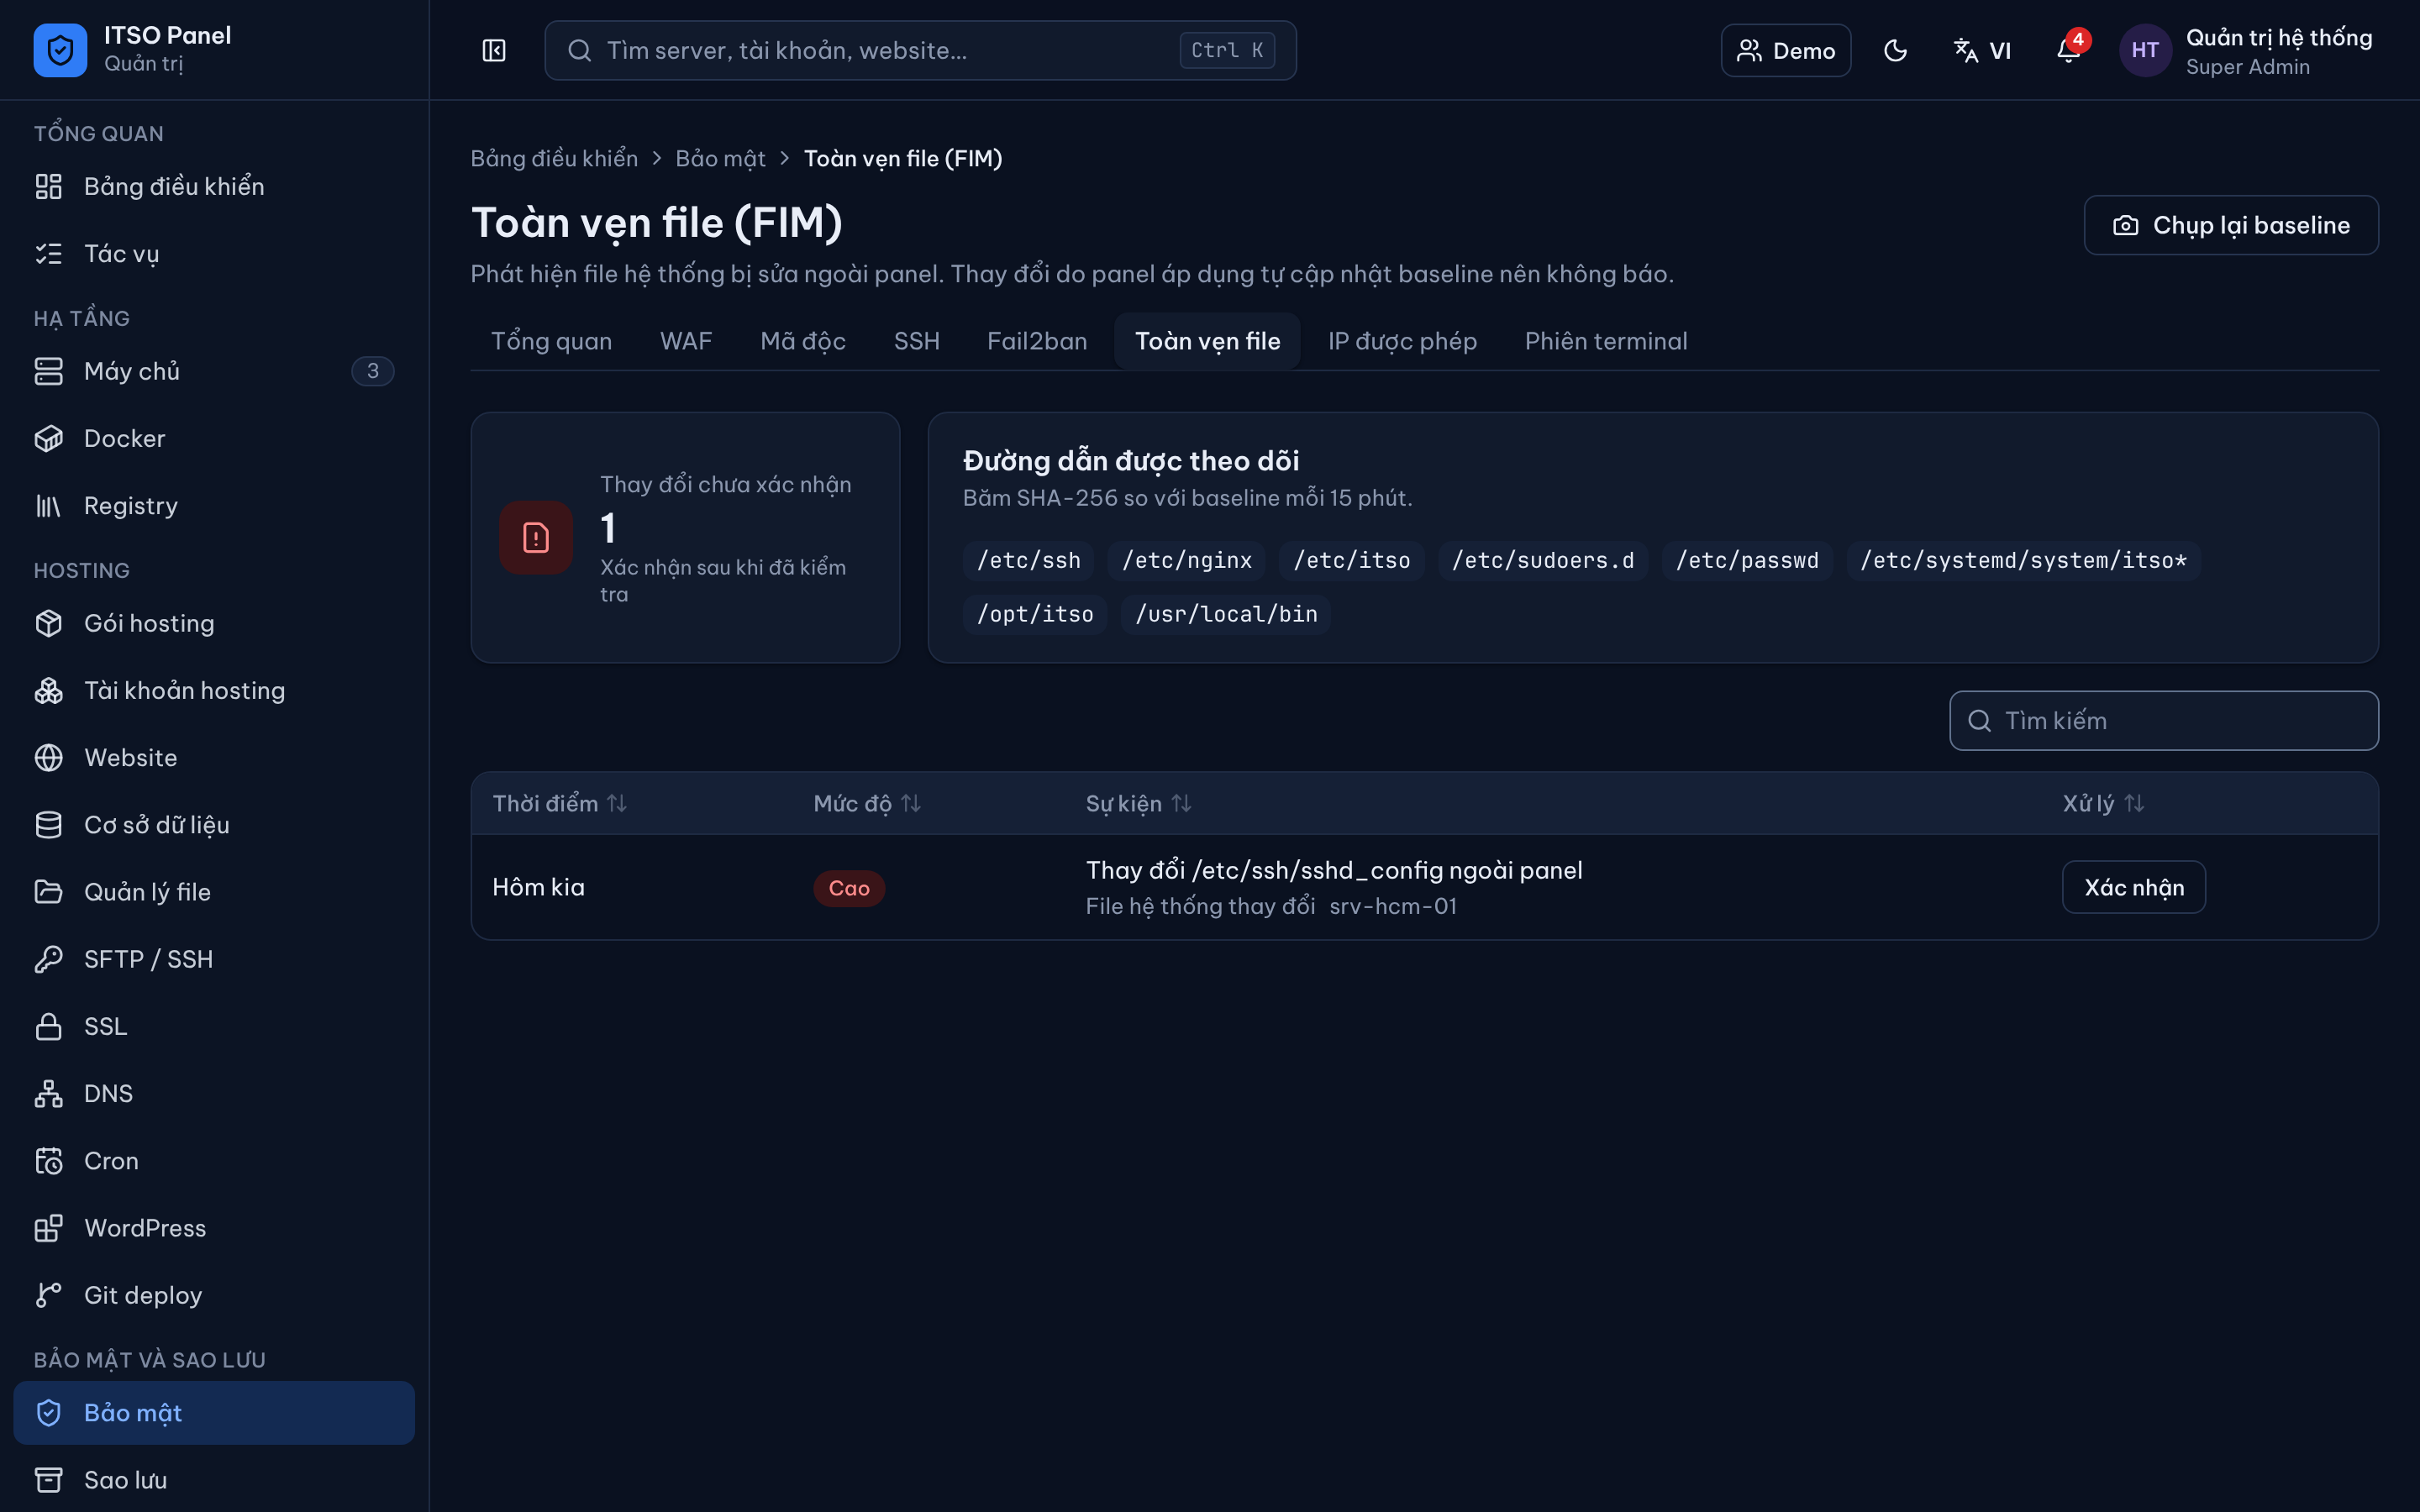 ITSO Panel
Quản trị
Tìm server, tài khoản, website...
Ctrl K
Demo
VI
4
HT
Quản trị hệ thống
Super Admin
TỔNG QUAN
Bảng điều khiển
Tác vụ
HẠ TẦNG
Máy chủ
3
Docker
Registry
HOSTING
Gói hosting
Tài khoản hosting
Website
Cơ sở dữ liệu
Quản lý file
SFTP / SSH
SSL
DNS
Cron
WordPress
Git deploy
BẢO MẬT VÀ SAO LƯU
Bảo mật
Sao lưu
Bảng điều khiển > Bảo mật > Toàn vẹn file (FIM)
Toàn vẹn file (FIM)
Chụp lại baseline
Phát hiện file hệ thống bị sửa ngoài panel. Thay đổi do panel áp dụng tự cập nhật baseline nên không báo.
Tổng quan WAF Mã độc SSH Fail2ban Toàn vẹn file IP được phép Phiên terminal
Thay đổi chưa xác nhận
1
Xác nhận sau khi đã kiểm
tra
Đường dẫn được theo dõi
Băm SHA-256 so với baseline mỗi 15 phút.
/etc/ssh /etc/nginx /etc/itso /etc/sudoers.d /etc/passwd /etc/systemd/system/itso*
/opt/itso /usr/local/bin
Tìm kiếm
Thời điểm Mức độ Sự kiện Xử lý
Hôm kia
Cao
Thay đổi /etc/ssh/sshd_config ngoài panel
File hệ thống thay đổi srv-hcm-01
Xác nhận